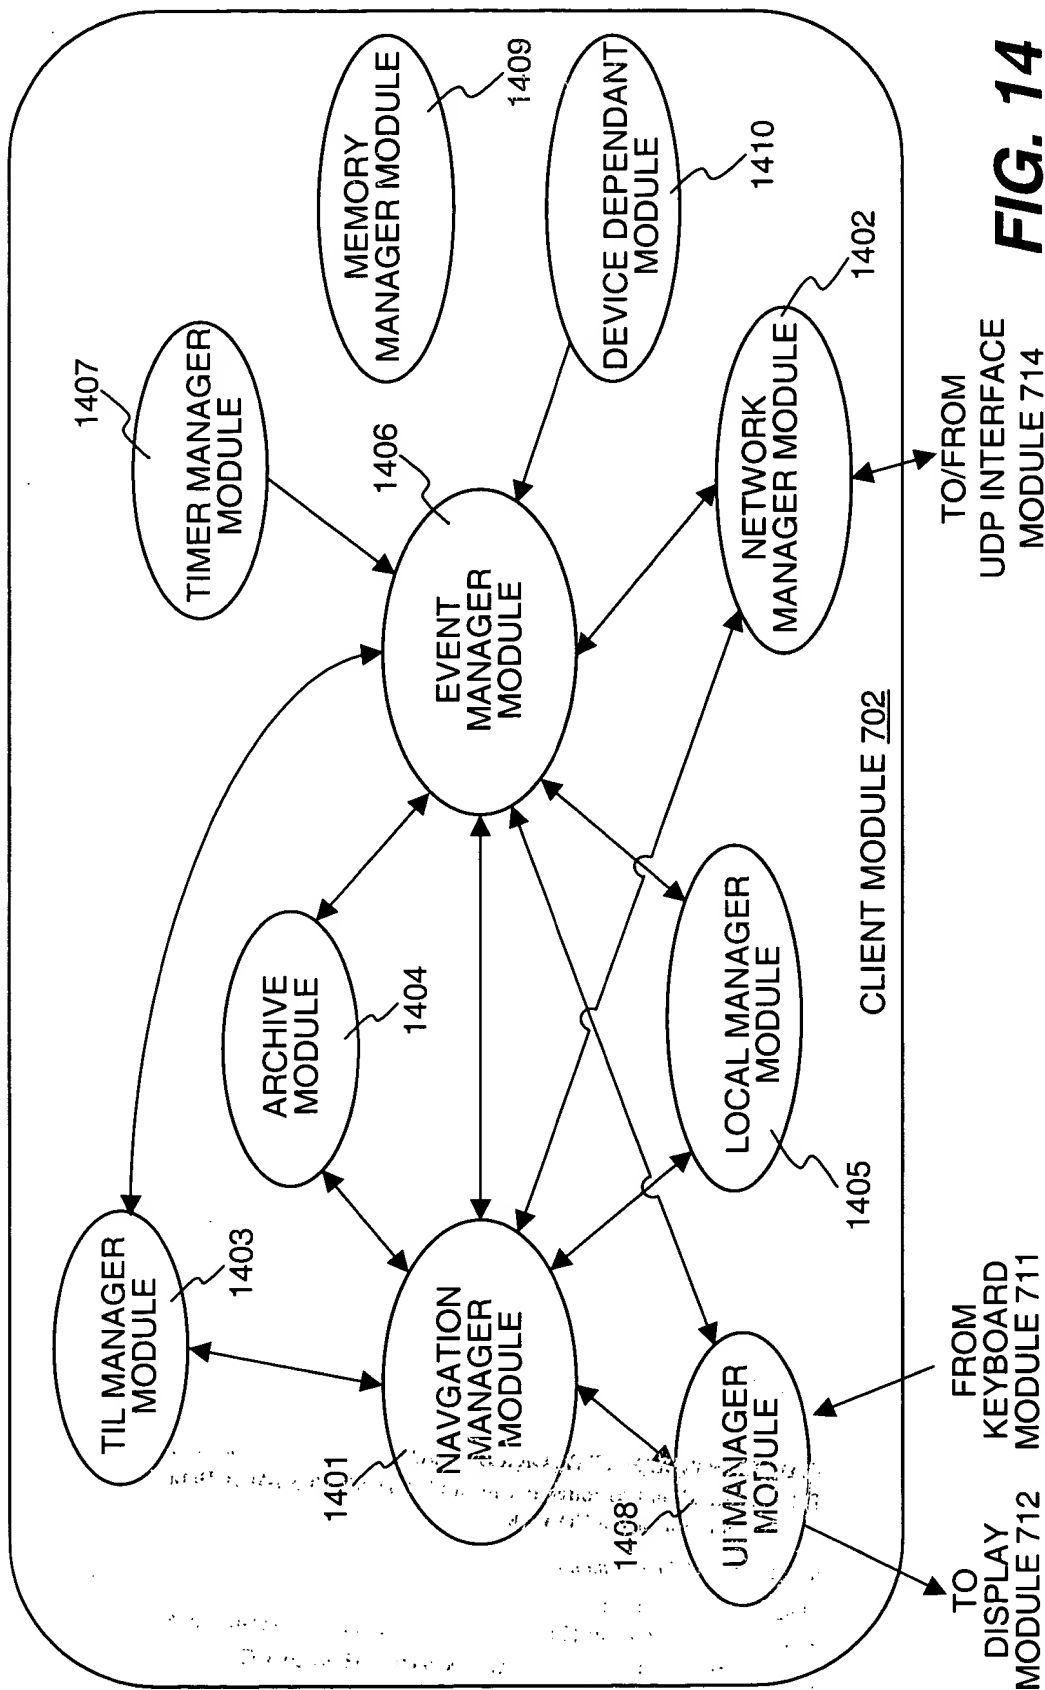 TIL MANAGER
MODULE
1403
TIMER MANAGER
MODULE
1407
ARCHIVE
MODULE
1404
MEMORY
MANAGER MODULE
1409
1401
NAVGATION
MANAGER
MODULE
EVENT
MANAGER
MODULE
1406
DEVICE DEPENDANT
MODULE
1410
1408
UI MANAGER
MODULE
LOCAL MANAGER
MODULE
1405
NETWORK
MANAGER MODULE
1402
CLIENT MODULE 702
TO
DISPLAY
MODULE 712
FROM
KEYBOARD
MODULE 711
TO/FROM
UDP INTERFACE
MODULE 714
FIG. 14